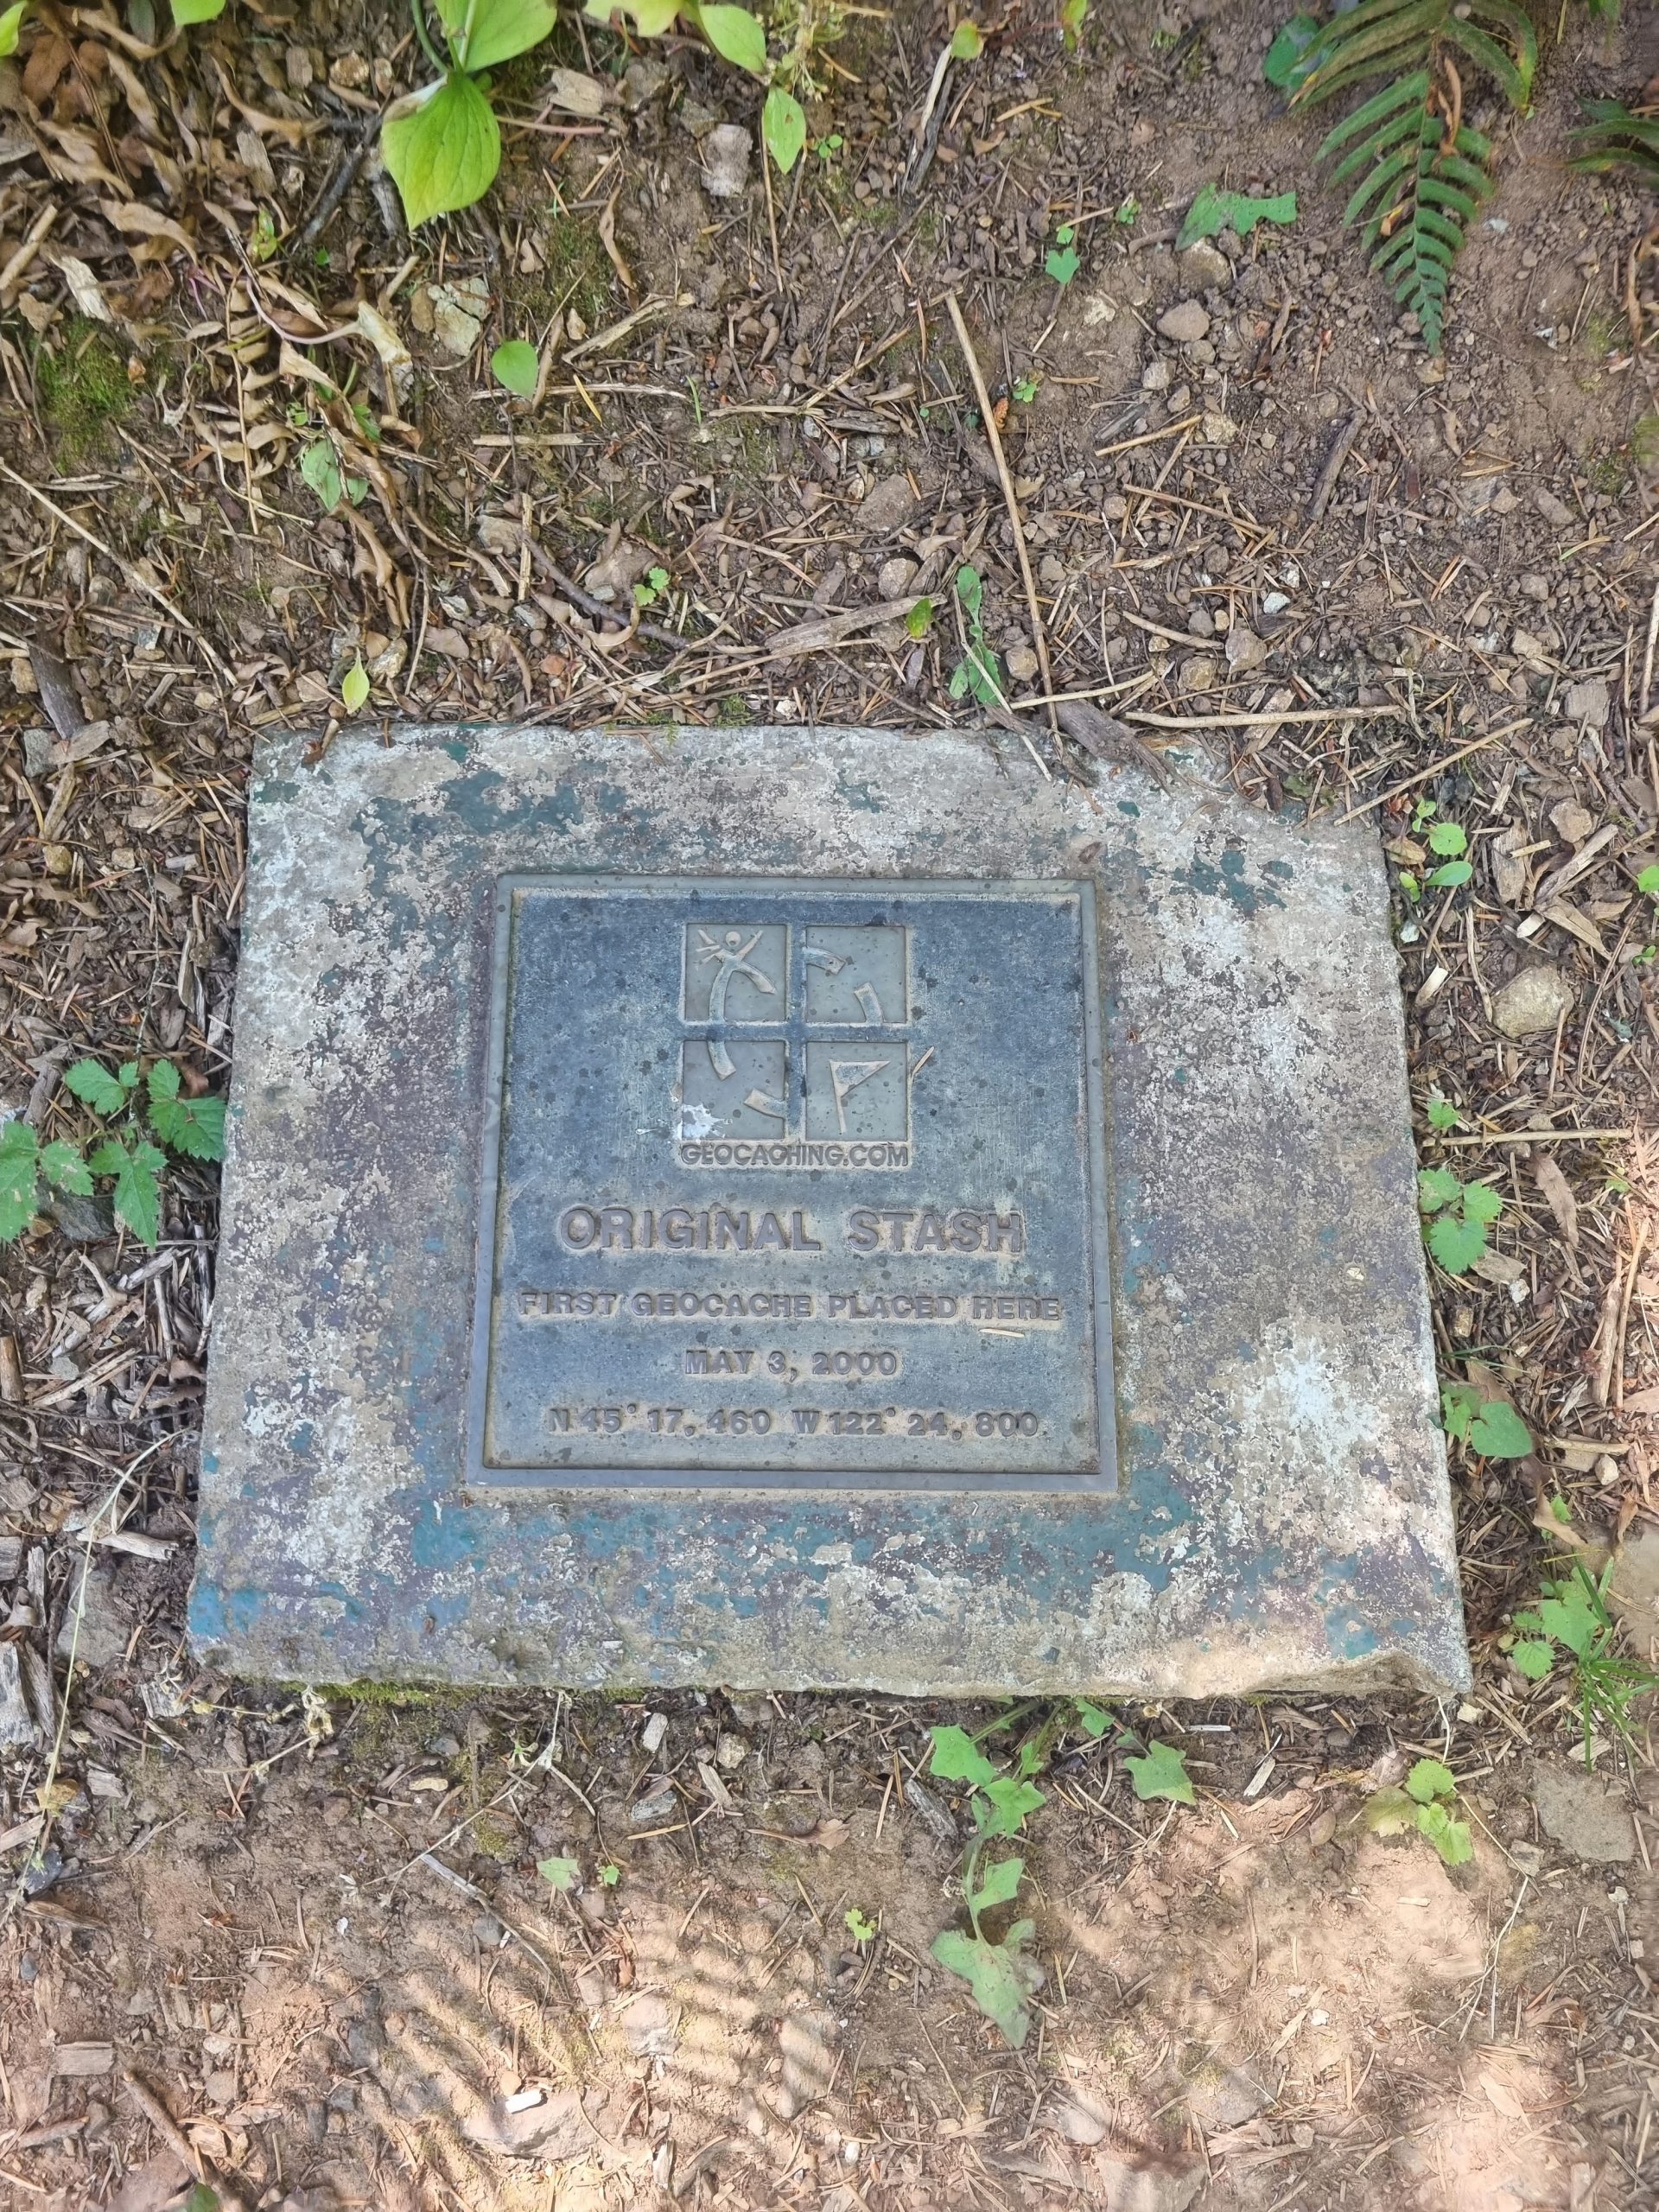 GEOCACHING.COM
ORIGINAL STASH
FIRST GEOCACHE PLACED HERE
MAY 3, 2000
N 45° 17. 460 W 122° 24. 800